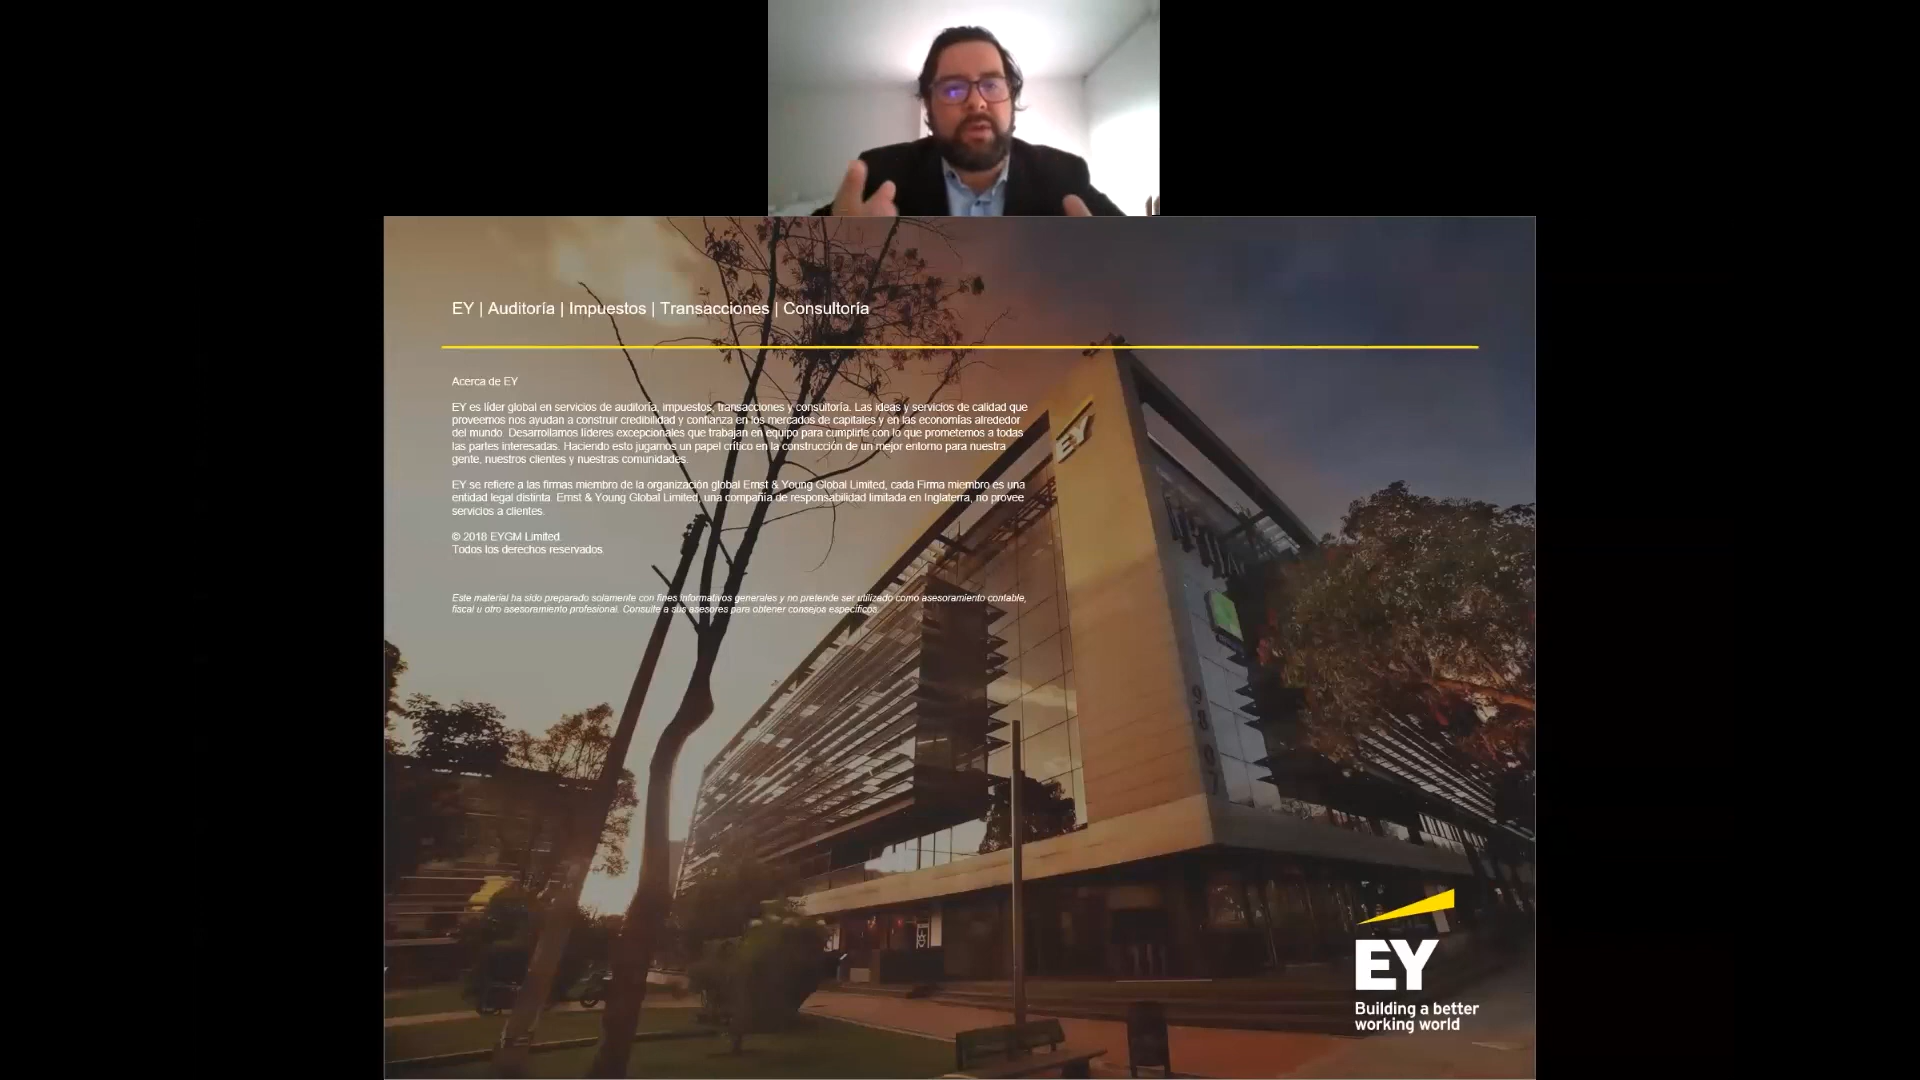 EY | Auditoría | Impuestos | Transacciones | Consultoría
Acerca de EY
EY es líder global en servicios de auditoría, impuestos, transacciones y consultoría. Las ideas y servicios de calidad que
proveemos nos ayudan a construir credibilidad y confianza en los mercados de capitales y en las economías alrededor
del mundo. Desarrollamos líderes excepcionales que trabajan en equipo para cumplirle con lo que prometemos a todas
las partes interesadas. Haciendo esto jugamos un papel crítico en la construcción de un mejor entorno para nuestra
gente, nuestros clientes y nuestras comunidades.
EY se refiere a las firmas miembro de la organización global Ernst & Young Global Limited, cada Firma miembro es una
entidad legal distinta. Ernst & Young Global Limited, una compañía de responsabilidad limitada en Inglaterra, no provee
servicios a clientes.
© 2018 EYGM Limited.
Todos los derechos reservados.
Este material ha sido preparado solamente con fines informativos generales y no pretende ser utilizado como asesoramiento contable,
fiscal u otro asesoramiento profesional. Consulte a sus asesores para obtener consejos específicos.
EY
98 07
EY
Building a better
working world